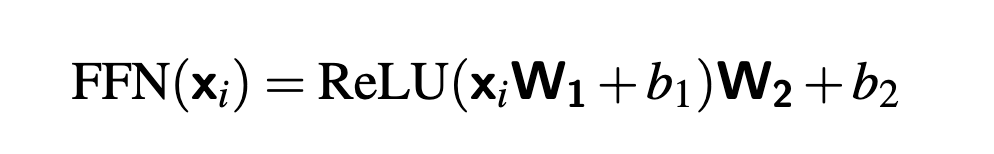 FFN(xᵢ) = ReLU(xᵢW₁ + b₁)W₂ + b₂